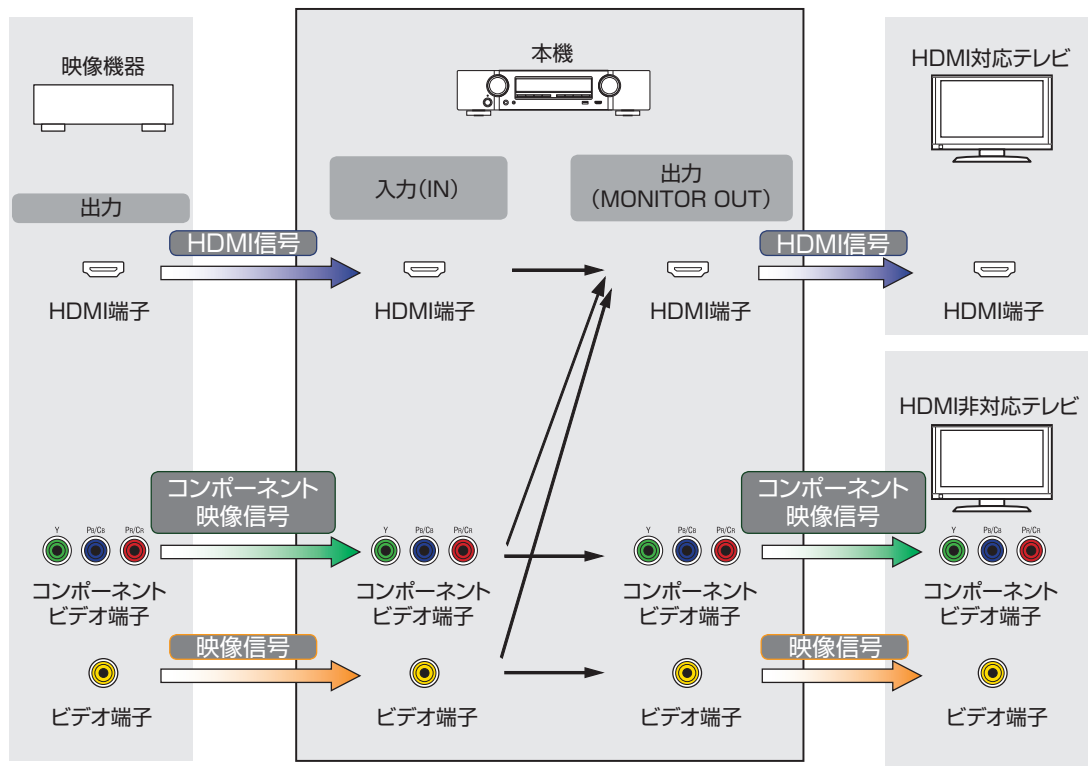 映像機器
本機
HDMI対応テレビ
出力
入力(IN)
出力
(MONITOR OUT)
HDMI信号
HDMI信号
HDMI端子
HDMI端子
HDMI端子
HDMI端子
HDMI非対応テレビ
コンポーネント
映像信号
コンポーネント
映像信号
Y PB/CB PR/CR
Y PB/CB PR/CR
Y PB/CB PR/CR
Y PB/CB PR/CR
コンポーネント
ビデオ端子
コンポーネント
ビデオ端子
コンポーネント
ビデオ端子
コンポーネント
ビデオ端子
映像信号
映像信号
ビデオ端子
ビデオ端子
ビデオ端子
ビデオ端子